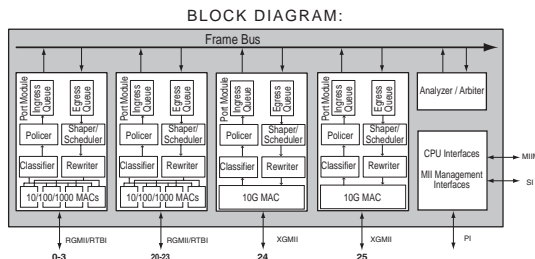 BLOCK DIAGRAM:
Frame Bus
Port Module
Ingress Queue
Egress Queue
Policer
Shaper/
Scheduler
Classifier
Rewriter
10/100/1000 MACs
RGMII/RTBI
0-3
Port Module
Ingress Queue
Egress Queue
Policer
Shaper/
Scheduler
Classifier
Rewriter
10/100/1000 MACs
RGMII/RTBI
20-23
Port Module
Ingress Queue
Egress Queue
Policer
Shaper/
Scheduler
Classifier
Rewriter
10G MAC
XGMII
24
Port Module
Ingress Queue
Egress Queue
Policer
Shaper/
Scheduler
Classifier
Rewriter
10G MAC
XGMII
25
Analyzer / Arbiter
CPU Interfaces
MII Management
Interfaces
SI
PI